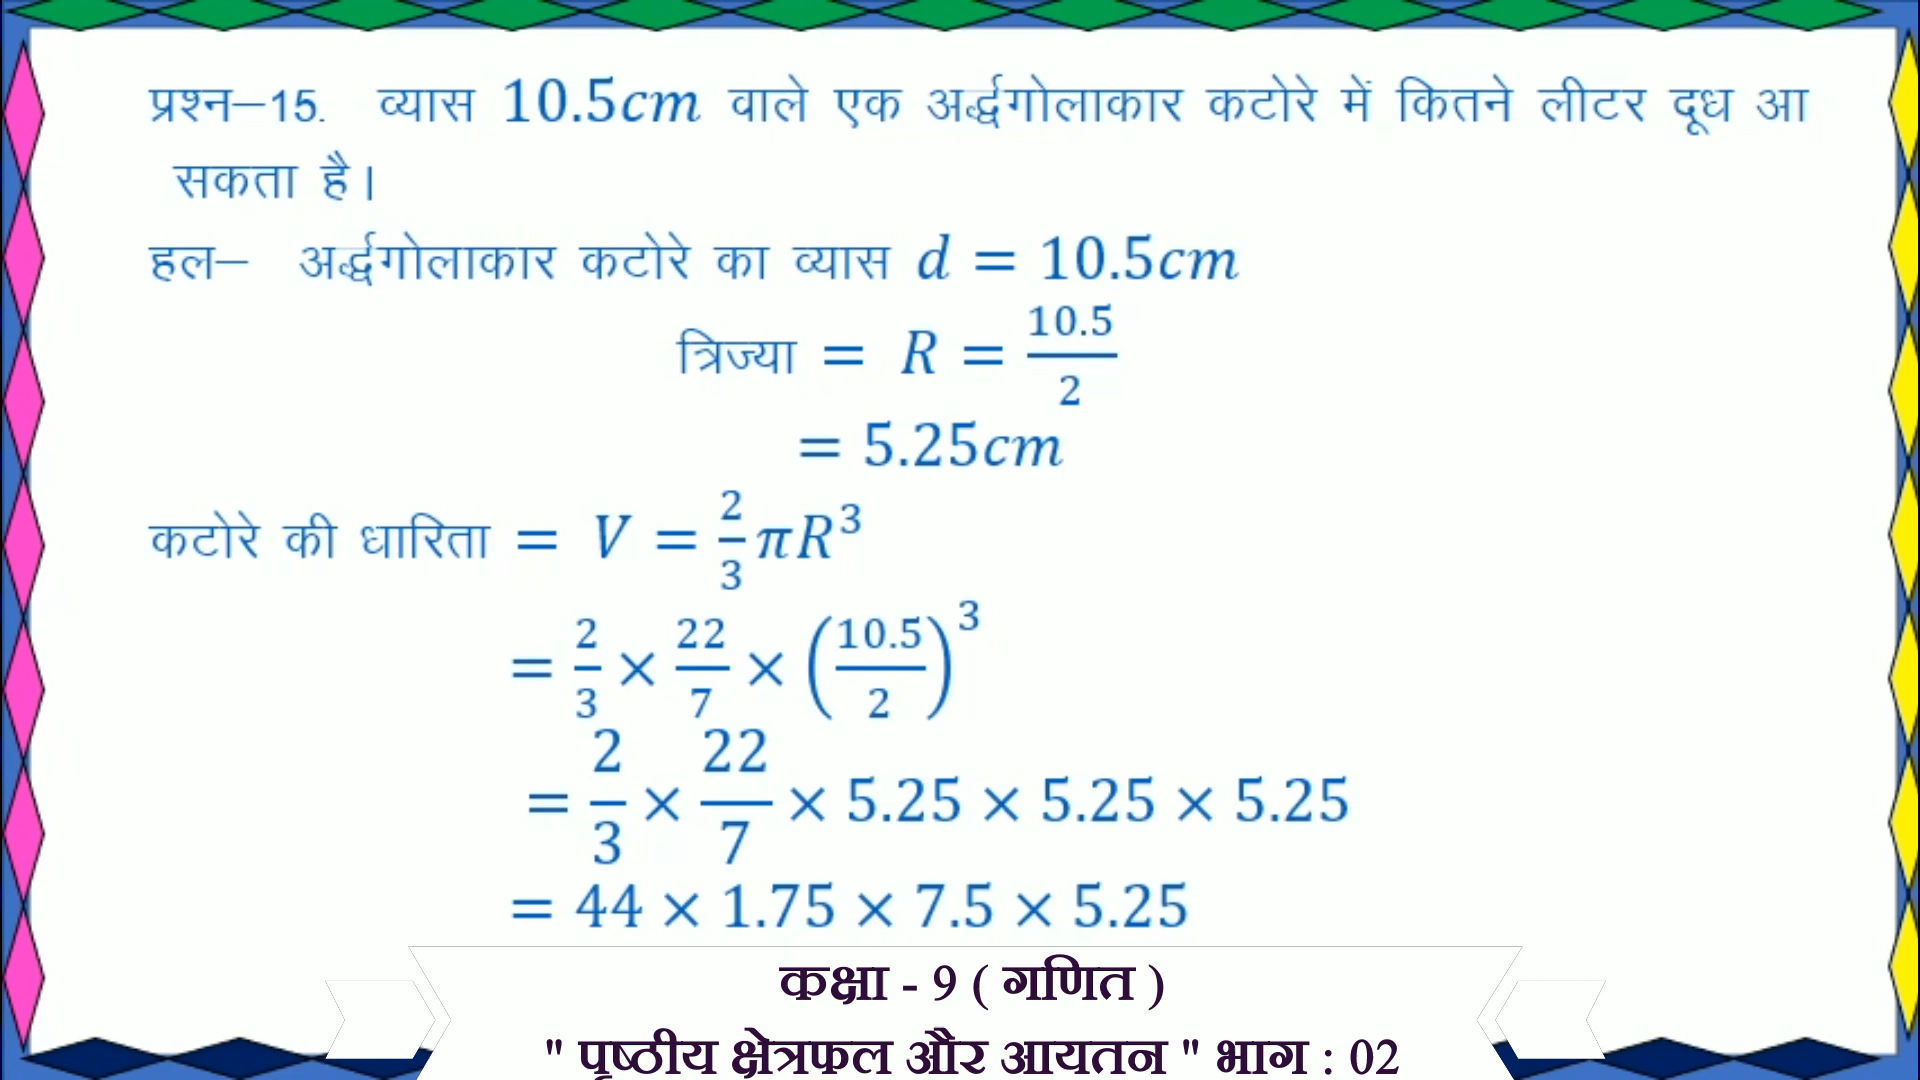 प्रश्न–15. व्यास 10.5cm वाले एक अर्द्धगोलाकार कटोरे में कितने लीटर दूध आ
सकता है।
हल– अर्द्धगोलाकार कटोरे का व्यास d = 10.5cm
त्रिज्या = R = 10.5/2
= 5.25cm
कटोरे की धारिता = V = 2/3 πR³
= 2/3 × 22/7 × (10.5/2)³
= 2/3 × 22/7 × 5.25 × 5.25 × 5.25
= 44 × 1.75 × 7.5 × 5.25
कक्षा - 9 ( गणित )
" पृष्ठीय क्षेत्रफल और आयतन " भाग : 02